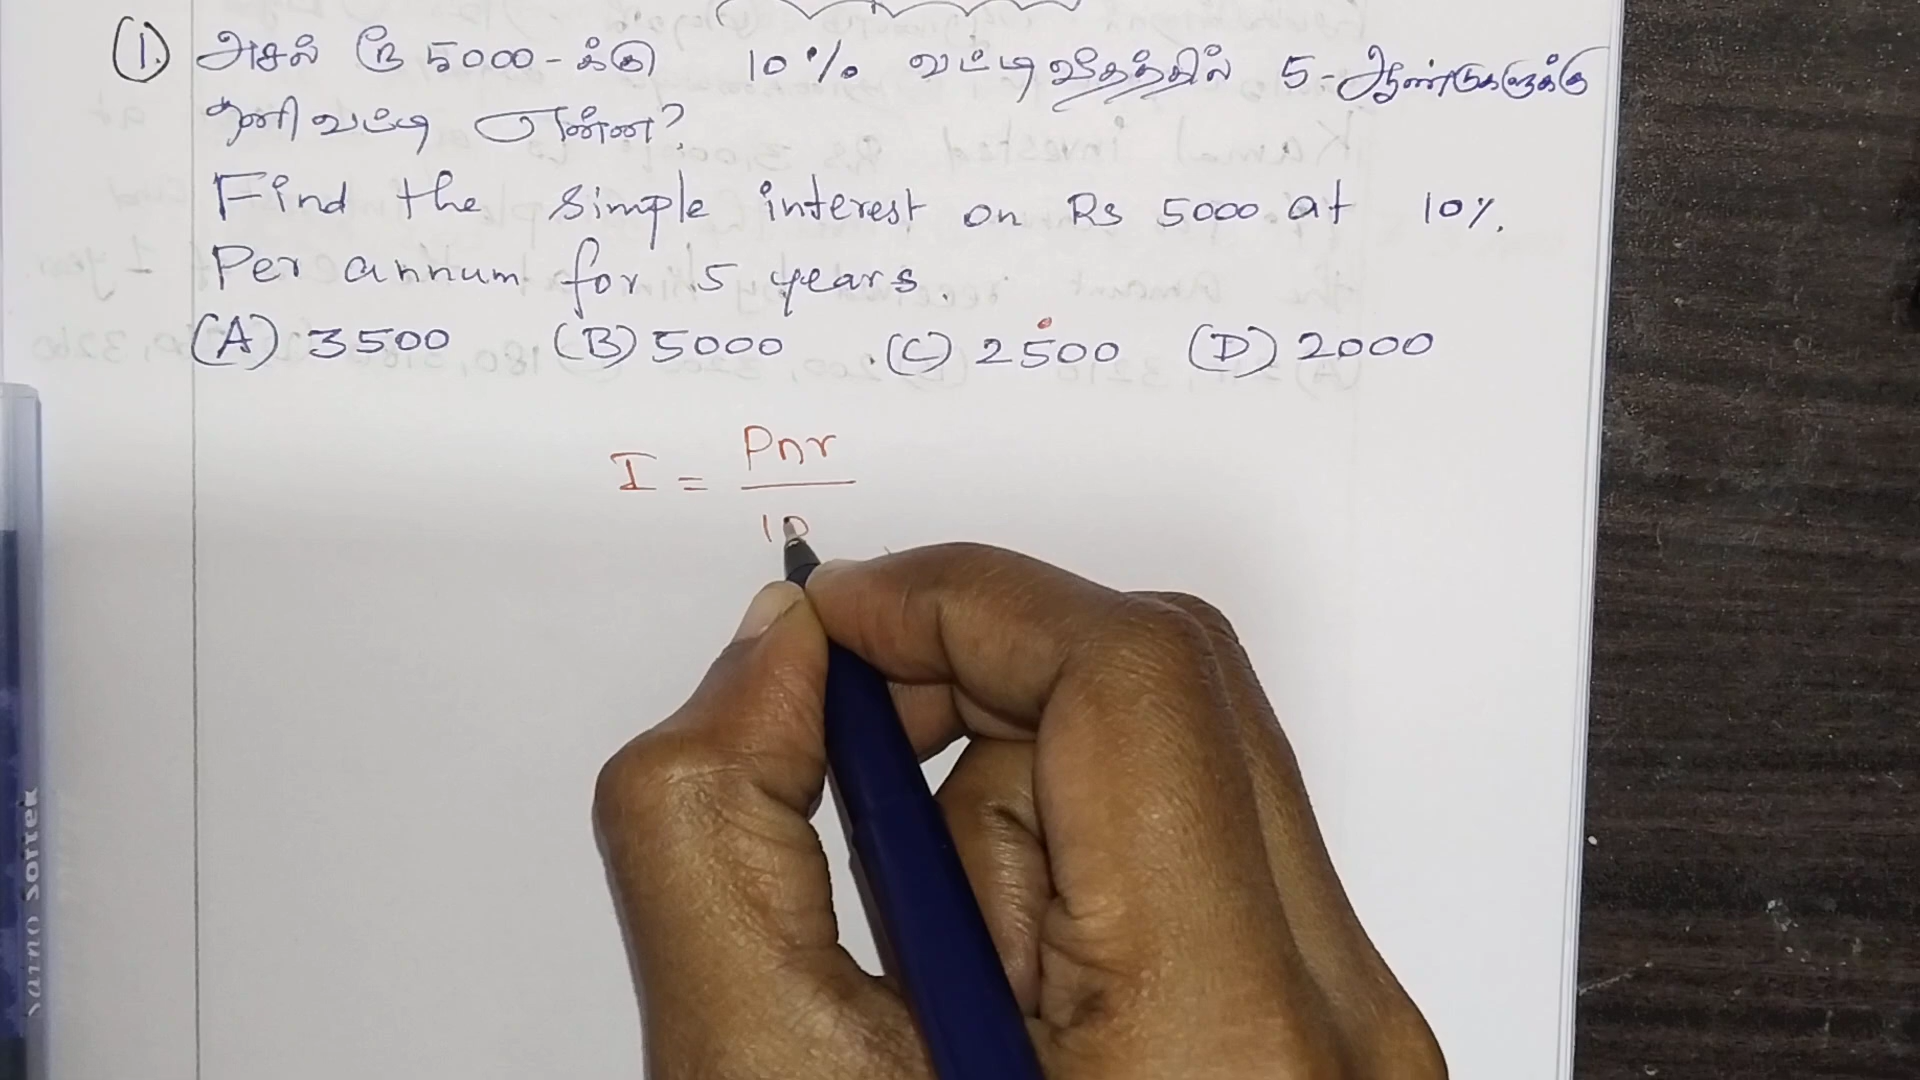 1. அசல் ரூ 5000-க்கு 10% வட்டி வீதத்தில் 5-ஆண்டுகளுக்கு
தனிவட்டி என்ன?
Find the simple interest on Rs 5000 at 10%.
Per annum for 5 years.
(A) 3500 (B) 5000 (C) 2500 (D) 2000
I = Pnr
10